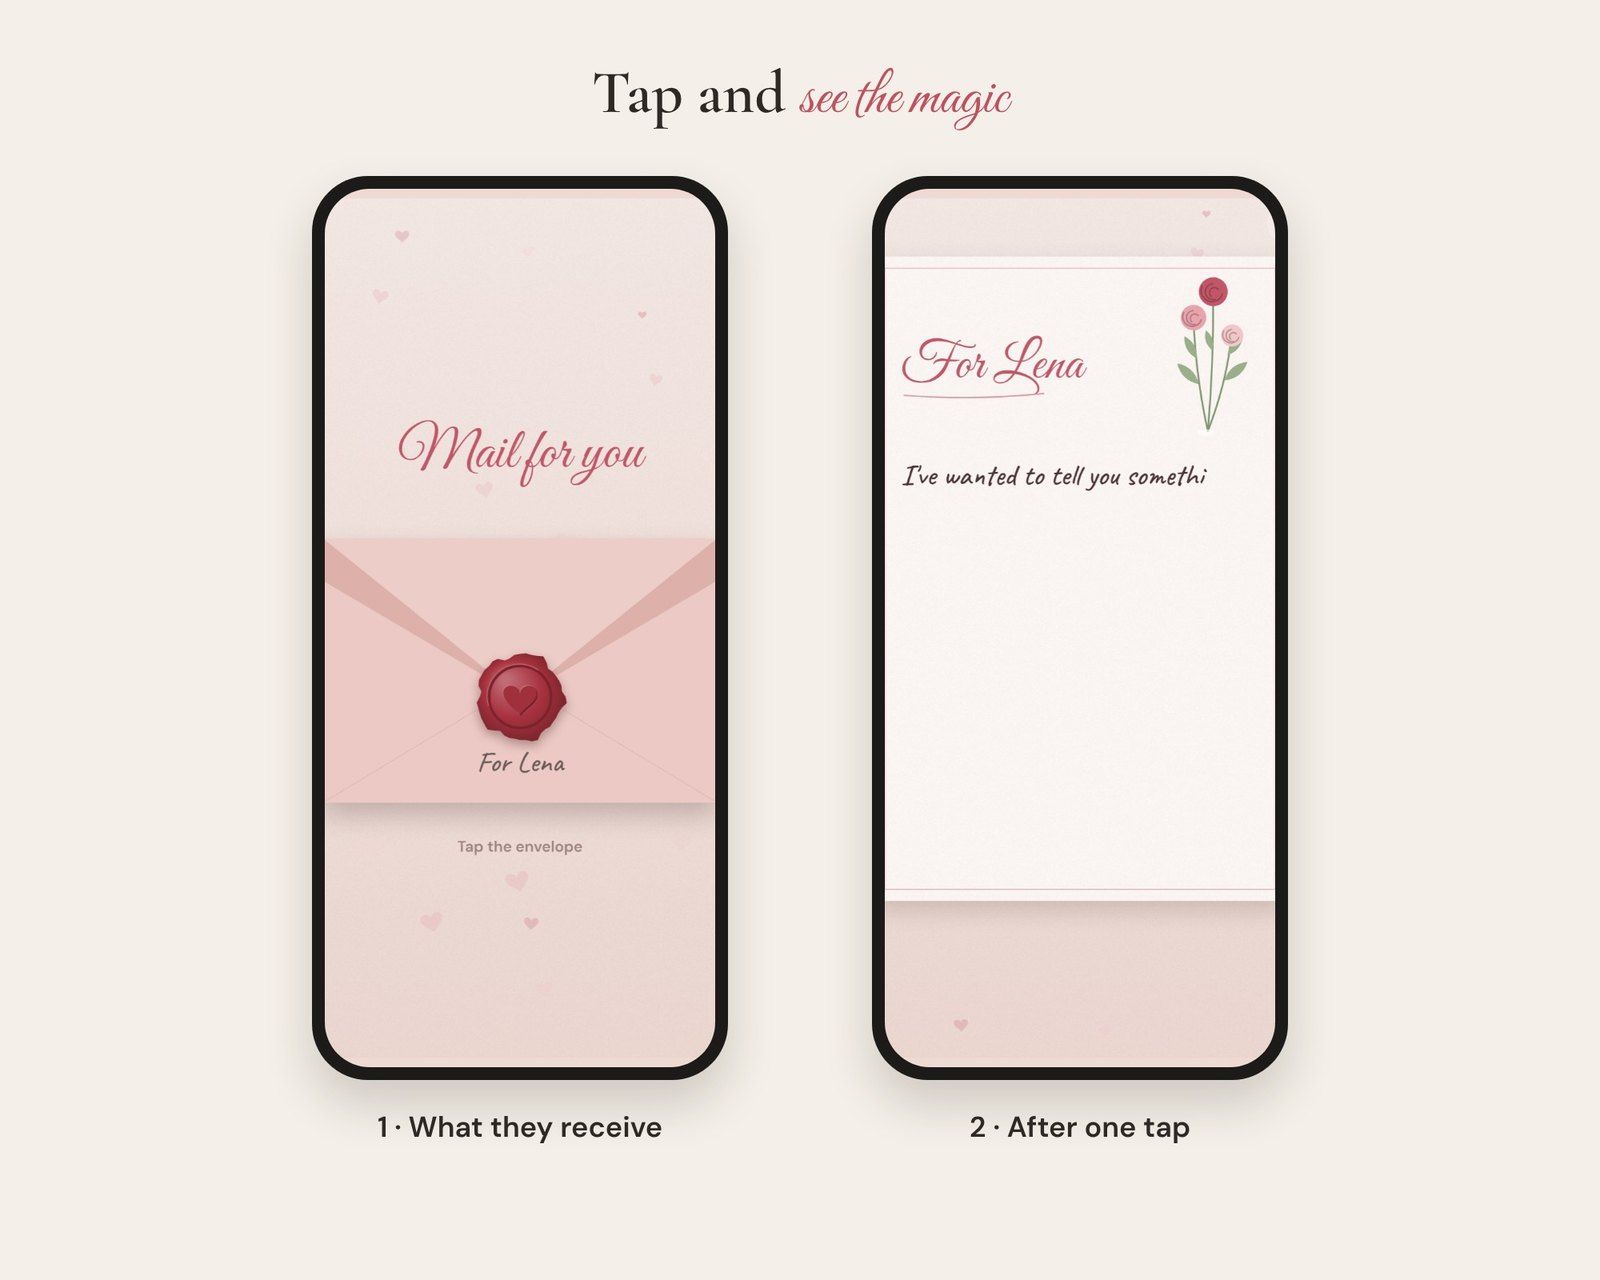 Tap and see the magic
Mail for you
For Lena
Tap the envelope
1 · What they receive
For Lena
I've wanted to tell you somethi
2 · After one tap